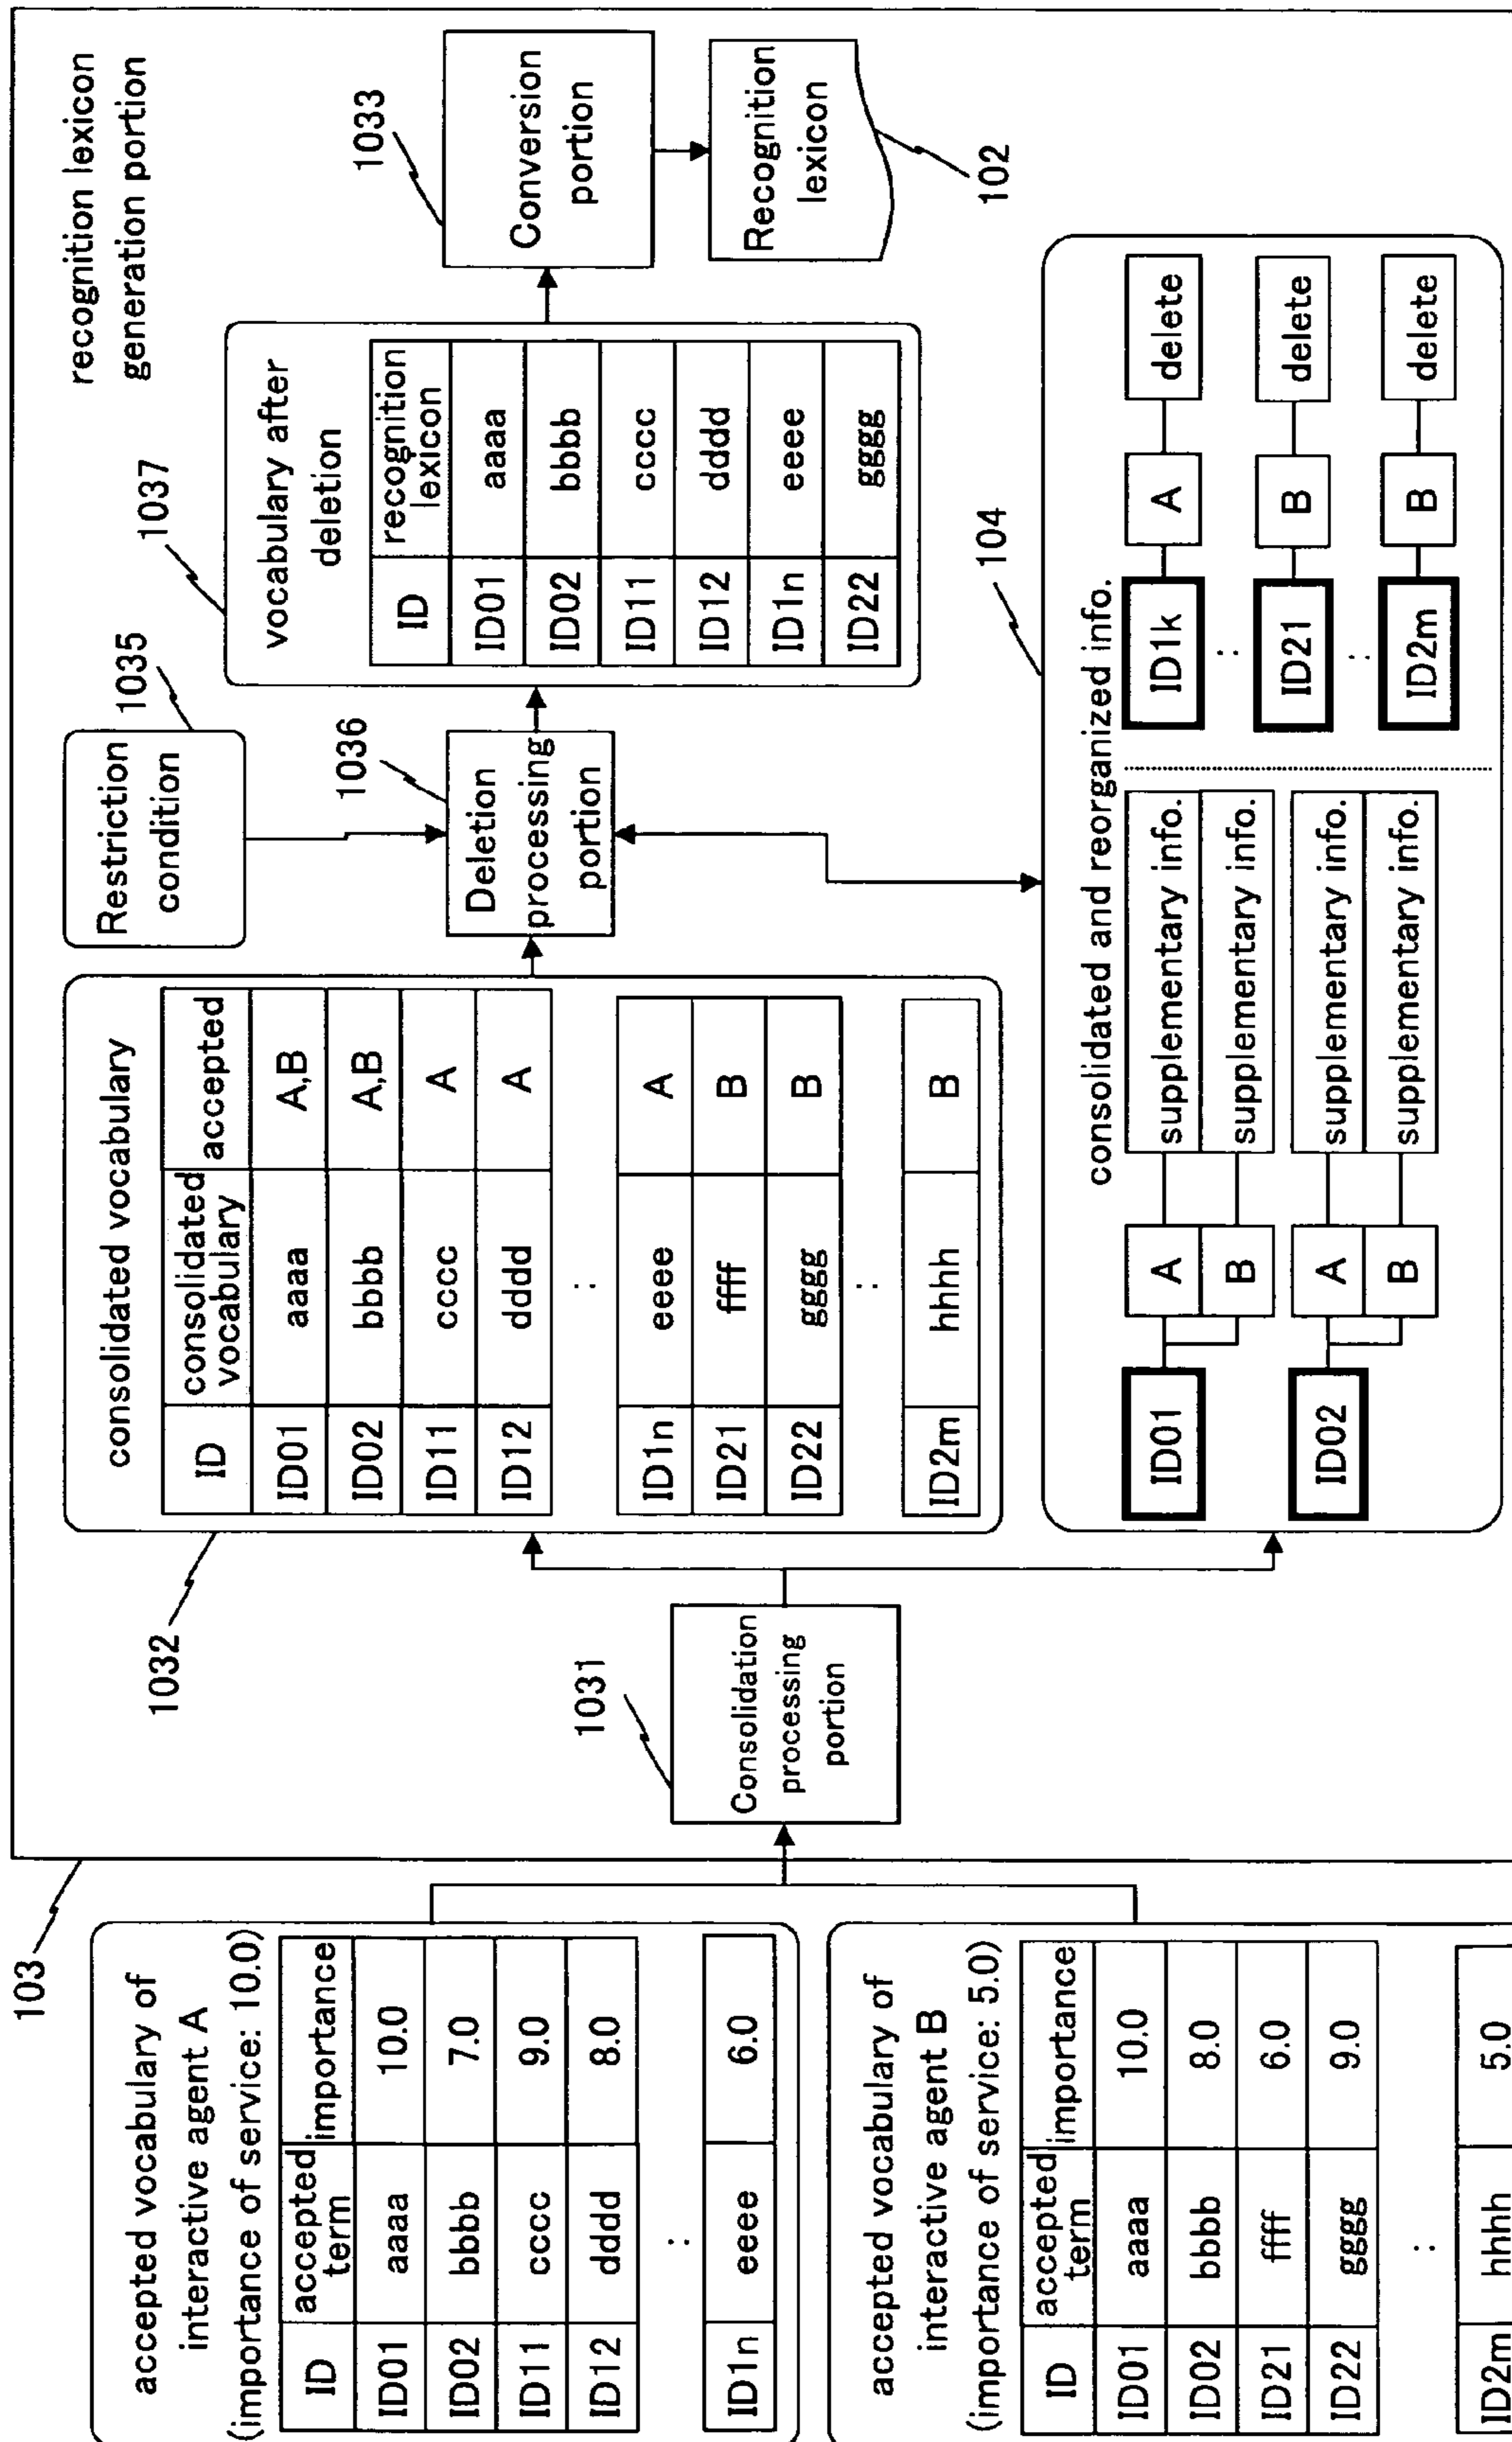 103
accepted vocabulary of
interactive agent A
(importance of service: 10.0)
ID accepted term importance
ID01 aaaa 10.0
ID02 bbbb 7.0
ID11 cccc 9.0
ID12 dddd 8.0
:
ID1n eeee 6.0
accepted vocabulary of
interactive agent B
(importance of service: 5.0)
ID accepted term importance
ID01 aaaa 10.0
ID02 bbbb 8.0
ID21 ffff 6.0
ID22 gggg 9.0
:
ID2m hhhh 5.0
1031
Consolidation
processing
portion
1032
consolidated vocabulary
ID consolidated vocabulary accepted
ID01 aaaa A,B
ID02 bbbb A,B
ID11 cccc A
ID12 dddd A
:
ID1n eeee A
ID21 ffff B
ID22 gggg B
:
ID2m hhhh B
Restriction
condition
1035
1036
Deletion
processing
portion
1037
vocabulary after
deletion
ID recognition lexicon
ID01 aaaa
ID02 bbbb
ID11 cccc
ID12 dddd
ID1n eeee
ID22 gggg
recognition lexicon
generation portion
1033
Conversion
portion
Recognition
lexicon
102
104
consolidated and reorganized info.
ID01 A supplementary info.
B supplementary info.
ID02 A supplementary info.
B supplementary info.
ID1k A delete
:
ID21 B delete
:
ID2m B delete